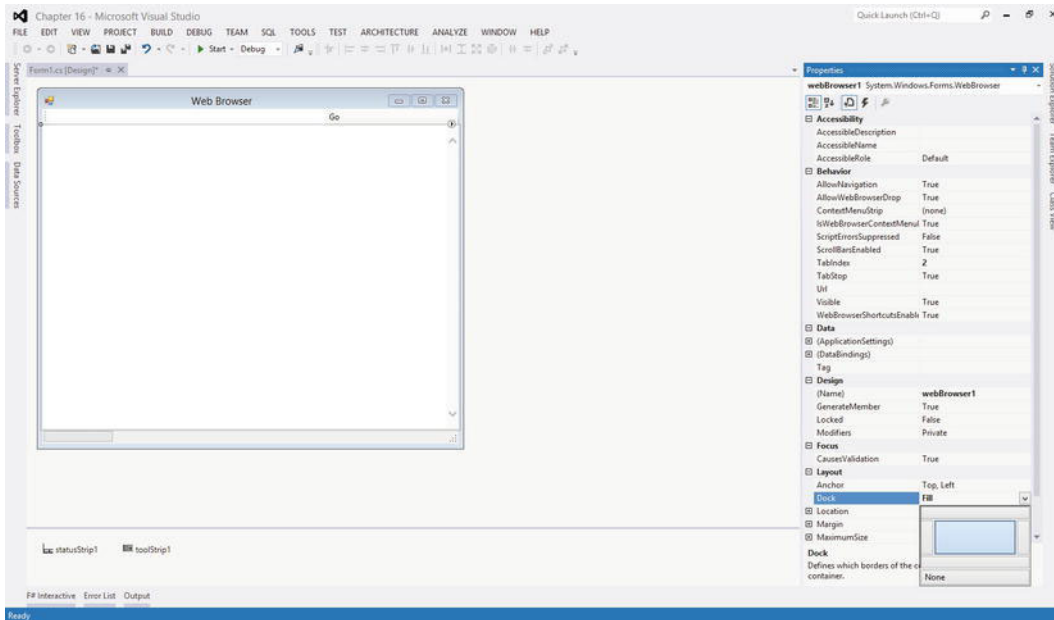 Chapter 16 - Microsoft Visual Studio
Quick Launch (Ctrl+Q)
FILE EDIT VIEW PROJECT BUILD DEBUG TEAM SQL TOOLS TEST ARCHITECTURE ANALYZE WINDOW HELP
Start - Debug
Server Explorer
Toolbox
Data Sources
Form1.cs [Design]*
Web Browser
Go
statusStrip1 toolStrip1
Properties
webBrowser1 System.Windows.Forms.WebBrowser
Accessibility
AccessibleDescription
AccessibleName
AccessibleRole Default
Behavior
AllowNavigation True
AllowWebBrowserDrop True
ContextMenuStrip (none)
IsWebBrowserContextMenuI True
ScriptErrorsSuppressed False
ScrollBarsEnabled True
TabIndex 2
TabStop True
Url
Visible True
WebBrowserShortcutsEnabl True
Data
(ApplicationSettings)
(DataBindings)
Tag
Design
(Name) webBrowser1
GenerateMember True
Locked False
Modifiers Private
Focus
CausesValidation True
Layout
Anchor Top, Left
Dock Fill
Location
Margin
MaximumSize
None
Dock
Defines which borders of the c
container.
Solution Explorer
Team Explorer
Class View
F# Interactive Error List Output
Ready